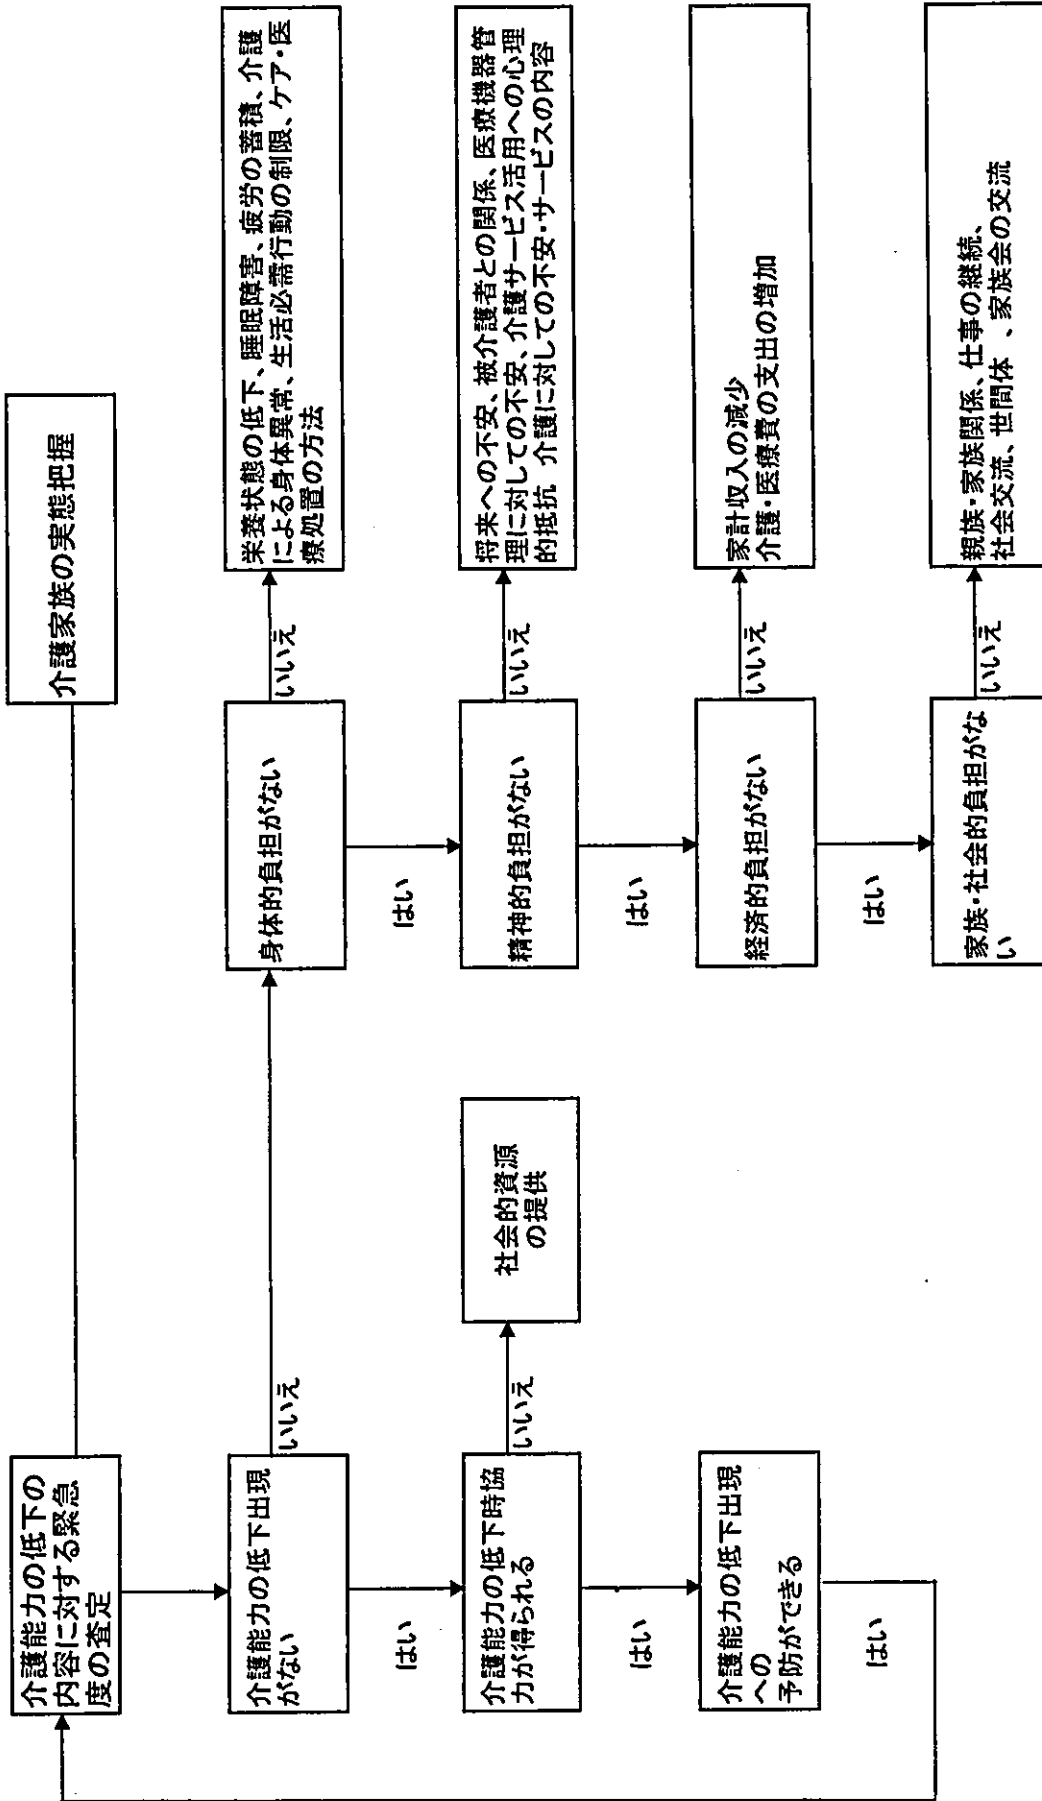 介護家族の実態把握
介護能力の低下の
内容に対する緊急
度の査定
介護能力の低下出現
がない
いいえ
はい
介護能力の低下時協
力が得られる
いいえ
社会的資源
の提供
はい
介護能力の低下出現
への
予防ができる
はい
身体的負担がない
いいえ
栄養状態の低下、睡眠障害、疲労の蓄積、介護
による身体異常、生活必需行動の制限、ケア・医
療処置の方法
はい
精神的負担がない
いいえ
将来への不安、被介護者との関係、医療機器管
理に対しての不安、介護サービス活用への心理
的抵抗 介護に対しての不安・サービスの内容
はい
経済的負担がない
いいえ
家計収入の減少
介護・医療費の支出の増加
はい
家族・社会的負担がな
い
いいえ
親族・家族関係、仕事の継続、
社会交流、世間体 、家族会の交流